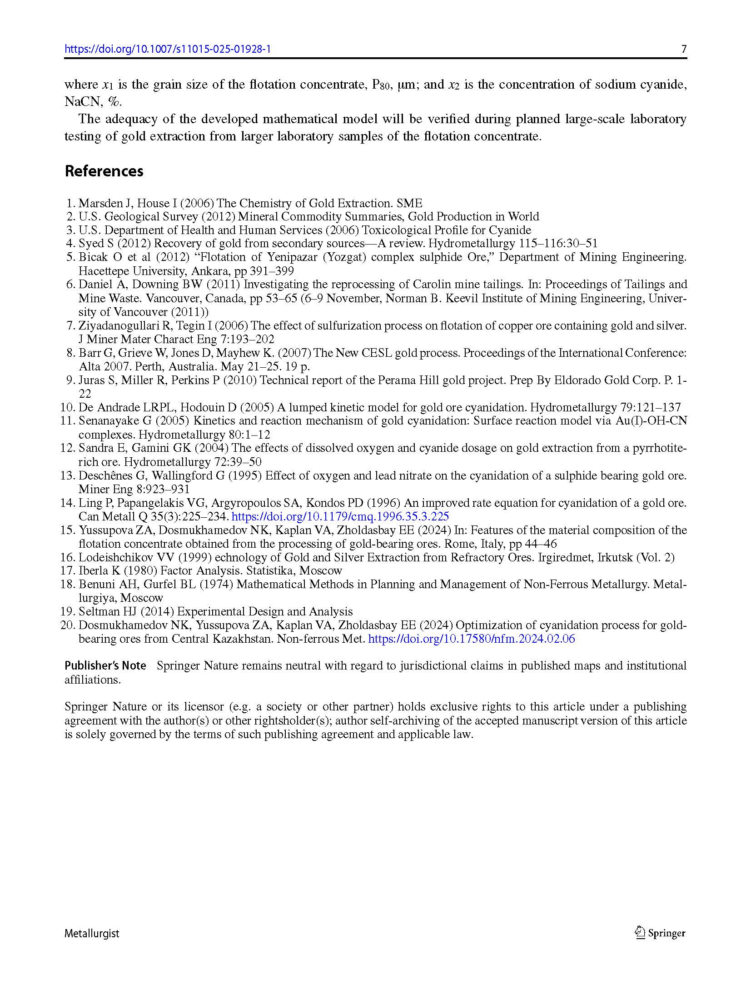 https://doi.org/10.1007/s11015-025-01928-1 7
where x1 is the grain size of the flotation concentrate, P80, µm; and x2 is the concentration of sodium cyanide,
NaCN, %.
The adequacy of the developed mathematical model will be verified during planned large-scale laboratory
testing of gold extraction from larger laboratory samples of the flotation concentrate.
References
1. Marsden J, House I (2006) The Chemistry of Gold Extraction. SME
2. U.S. Geological Survey (2012) Mineral Commodity Summaries, Gold Production in World
3. U.S. Department of Health and Human Services (2006) Toxicological Profile for Cyanide
4. Syed S (2012) Recovery of gold from secondary sources—A review. Hydrometallurgy 115–116:30–51
5. Bicak O et al (2012) “Flotation of Yenipazar (Yozgat) complex sulphide Ore,” Department of Mining Engineering.
Hacettepe University, Ankara, pp 391–399
6. Daniel A, Downing BW (2011) Investigating the reprocessing of Carolin mine tailings. In: Proceedings of Tailings and
Mine Waste. Vancouver, Canada, pp 53–65 (6–9 November, Norman B. Keevil Institute of Mining Engineering, Univer-
sity of Vancouver (2011))
7. Ziyadanogullari R, Tegin I (2006) The effect of sulfurization process on flotation of copper ore containing gold and silver.
J Miner Mater Charact Eng 7:193–202
8. Barr G, Grieve W, Jones D, Mayhew K. (2007) The New CESL gold process. Proceedings of the International Conference:
Alta 2007. Perth, Australia. May 21–25. 19 p.
9. Juras S, Miller R, Perkins P (2010) Technical report of the Perama Hill gold project. Prep By Eldorado Gold Corp. P. 1-
22
10. De Andrade LRPL, Hodouin D (2005) A lumped kinetic model for gold ore cyanidation. Hydrometallurgy 79:121–137
11. Senanayake G (2005) Kinetics and reaction mechanism of gold cyanidation: Surface reaction model via Au(I)-OH-CN
complexes. Hydrometallurgy 80:1–12
12. Sandra E, Gamini GK (2004) The effects of dissolved oxygen and cyanide dosage on gold extraction from a pyrrhotite-
rich ore. Hydrometallurgy 72:39–50
13. Deschênes G, Wallingford G (1995) Effect of oxygen and lead nitrate on the cyanidation of a sulphide bearing gold ore.
Miner Eng 8:923–931
14. Ling P, Papangelakis VG, Argyropoulos SA, Kondos PD (1996) An improved rate equation for cyanidation of a gold ore.
Can Metall Q 35(3):225–234. https://doi.org/10.1179/cmq.1996.35.3.225
15. Yussupova ZA, Dosmukhamedov NK, Kaplan VA, Zholdasbay EE (2024) In: Features of the material composition of the
flotation concentrate obtained from the processing of gold-bearing ores. Rome, Italy, pp 44–46
16. Lodeishchikov VV (1999) echnology of Gold and Silver Extraction from Refractory Ores. Irgiredmet, Irkutsk (Vol. 2)
17. Iberla K (1980) Factor Analysis. Statistika, Moscow
18. Benuni AH, Gurfel BL (1974) Mathematical Methods in Planning and Management of Non-Ferrous Metallurgy. Metal-
lurgiya, Moscow
19. Seltman HJ (2014) Experimental Design and Analysis
20. Dosmukhamedov NK, Yussupova ZA, Kaplan VA, Zholdasbay EE (2024) Optimization of cyanidation process for gold-
bearing ores from Central Kazakhstan. Non-ferrous Met. https://doi.org/10.17580/nfm.2024.02.06
Publisher’s Note Springer Nature remains neutral with regard to jurisdictional claims in published maps and institutional
affiliations.
Springer Nature or its licensor (e.g. a society or other partner) holds exclusive rights to this article under a publishing
agreement with the author(s) or other rightsholder(s); author self-archiving of the accepted manuscript version of this article
is solely governed by the terms of such publishing agreement and applicable law.
Metallurgist Springer